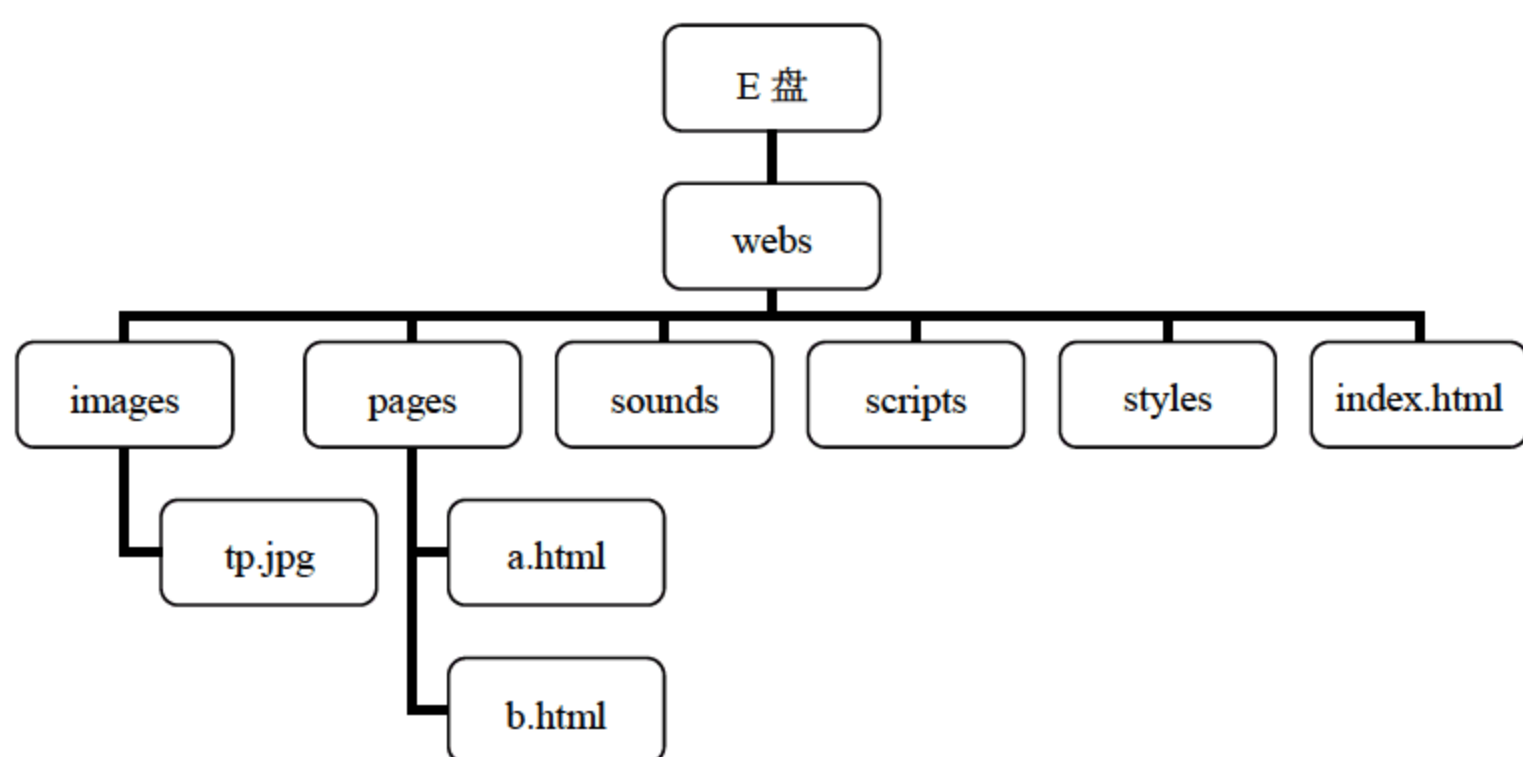 E 盘
webs
images
pages
sounds
scripts
styles
index.html
tp.jpg
a.html
b.html